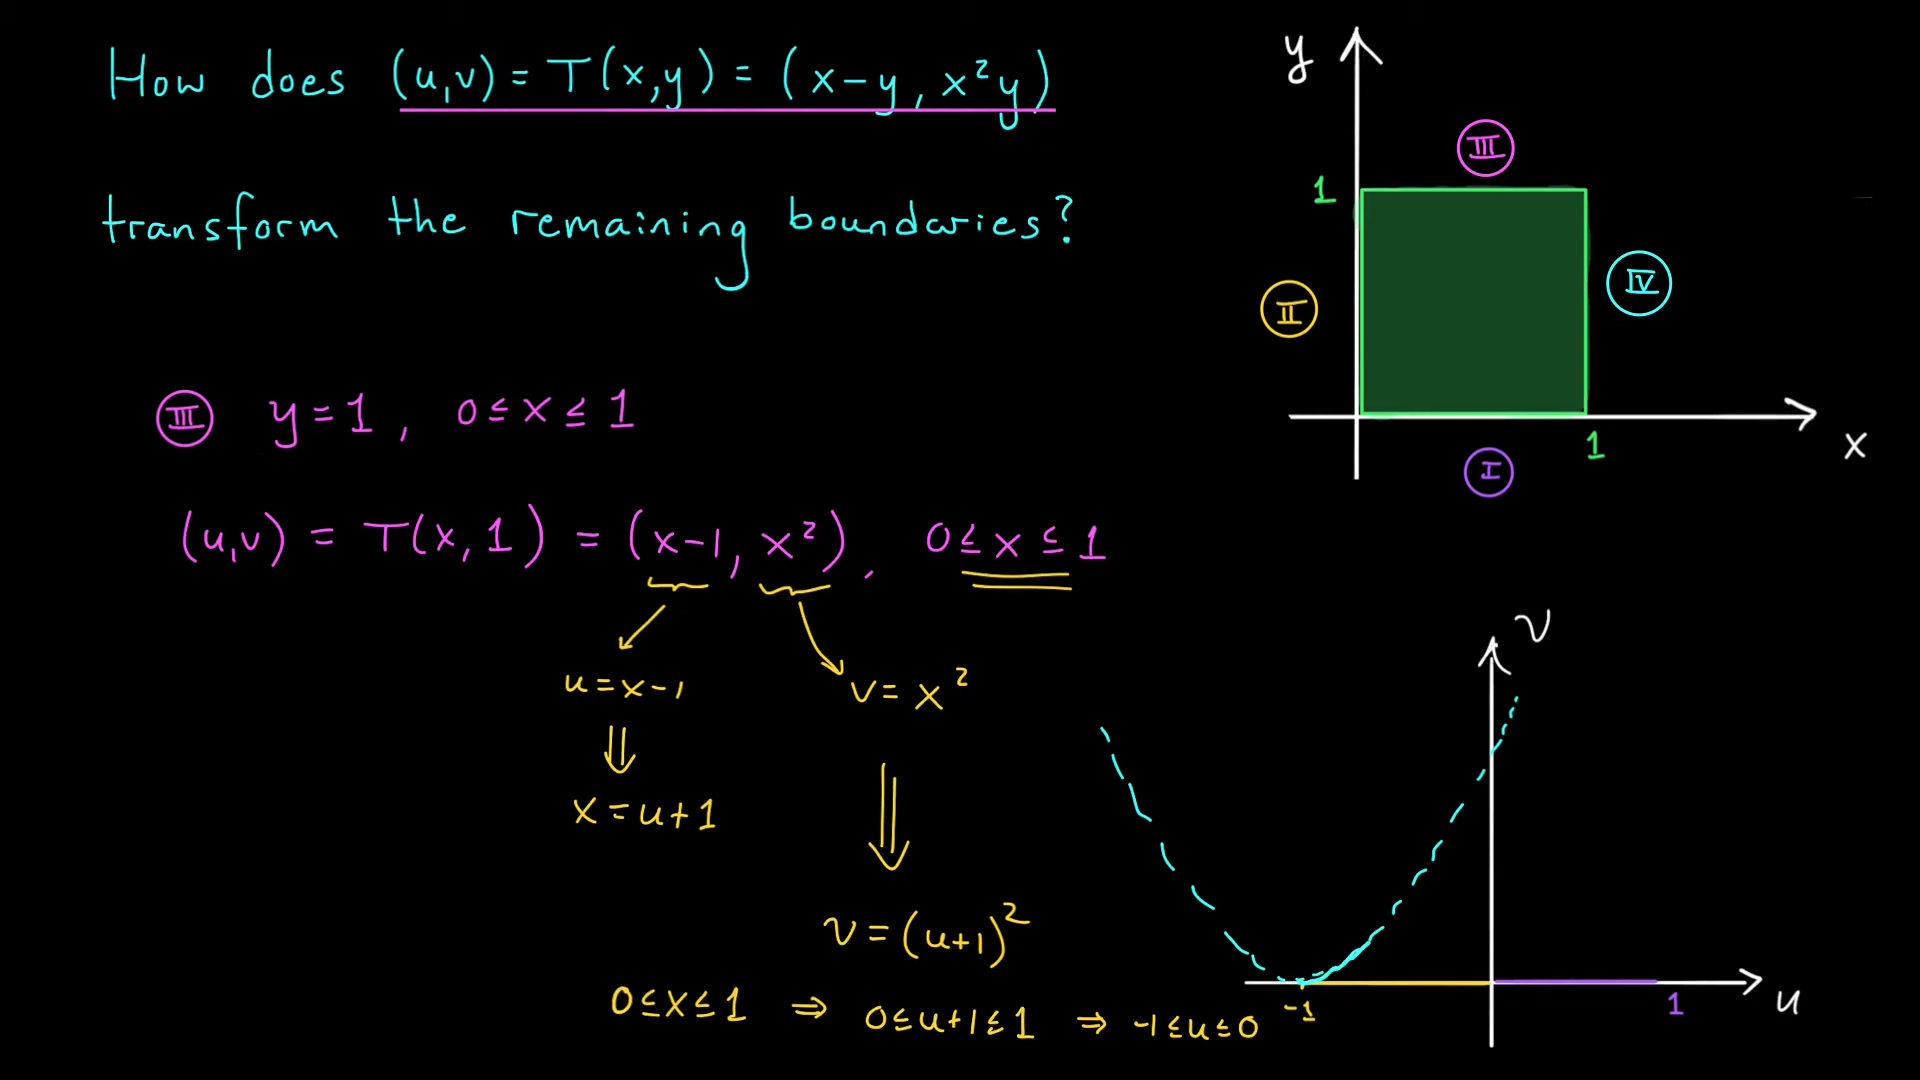 How does (u,v) = T(x,y) = (x-y, x²y)
transform the remaining boundaries?
III y=1, 0≤x≤1
(u,v) = T(x,1) = (x-1, x²), 0≤x≤1
u=x-1 v=x²
⇓ ⇓
x=u+1
v=(u+1)²
0≤x≤1 ⇒ 0≤u+1≤1 ⇒ -1≤u≤0
y
III
1
IV
II
1
x
I
v
-1
1
u